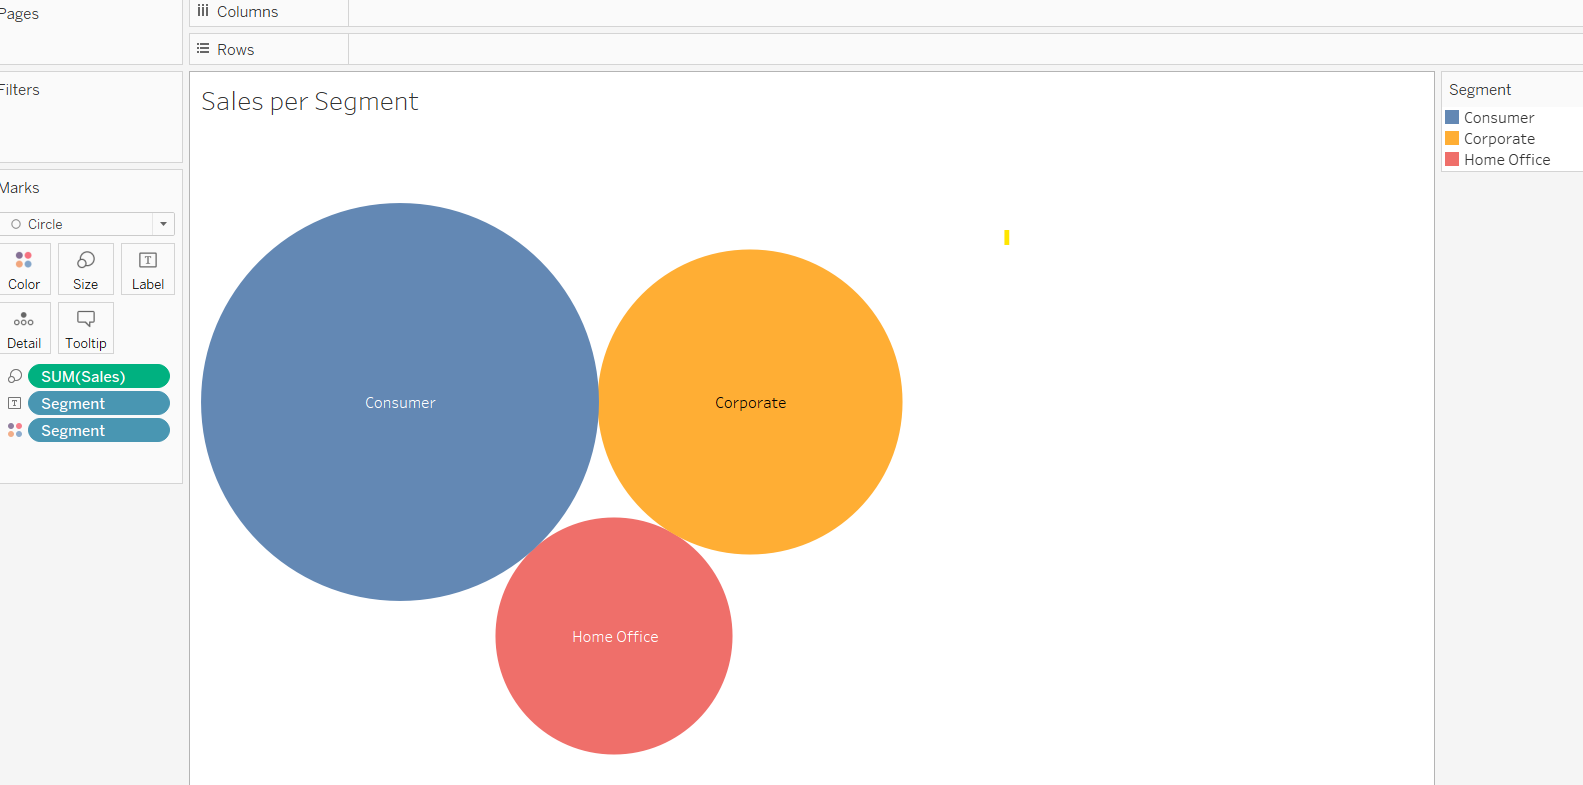 Pages
Columns
Rows
Filters
Sales per Segment
Segment
Consumer
Corporate
Home Office
Marks
Circle
Color
Size
T
Label
Detail
Tooltip
SUM(Sales)
T
Segment
Segment
Consumer
Corporate
Home Office